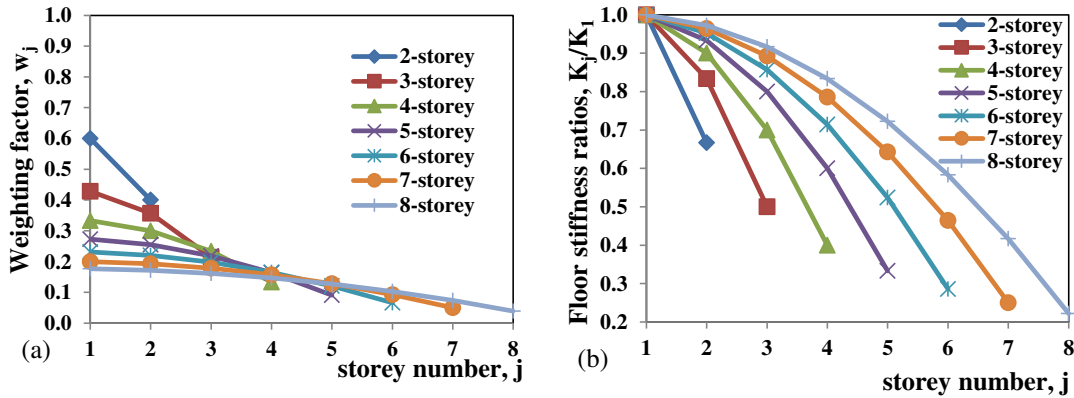 Weighting factor, wj
1.0
0.9
0.8
0.7
0.6
0.5
0.4
0.3
0.2
0.1
0.0
2-storey
3-storey
4-storey
5-storey
6-storey
7-storey
8-storey
1 2 3 4 5 6 7 8
storey number, j
(a)
Floor stiffness ratios, Kj/K1
1.0
0.9
0.8
0.7
0.6
0.5
0.4
0.3
0.2
2-storey
3-storey
4-storey
5-storey
6-storey
7-storey
8-storey
1 2 3 4 5 6 7 8
storey number, j
(b)